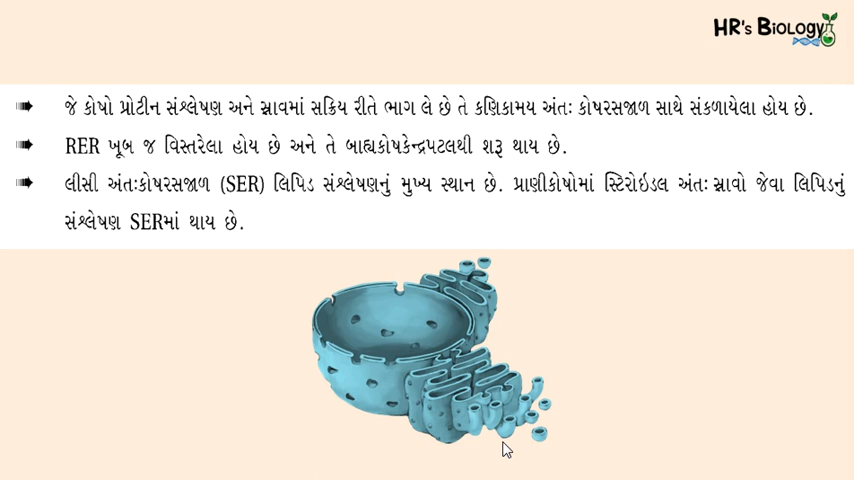 HR's BIOLOGY
➠ જે કોષો પ્રોટીન સંશ્લેષણ અને સ્રાવમાં સક્રિય રીતે ભાગ લે છે તે કણિકામય અંતઃ કોષરસજાળ સાથે સંકળાયેલા હોય છે.
➠ RER ખૂબ જ વિસ્તરેલા હોય છે અને તે બાહ્યકોષકેન્દ્રપટલથી શરૂ થાય છે.
➠ લીસી અંતઃકોષરસજાળ (SER) લિપિડ સંશ્લેષણનું મુખ્ય સ્થાન છે. પ્રાણીકોષોમાં સ્ટિરોઇડલ અંતઃ સ્રાવો જેવા લિપિડનું
સંશ્લેષણ SERમાં થાય છે.